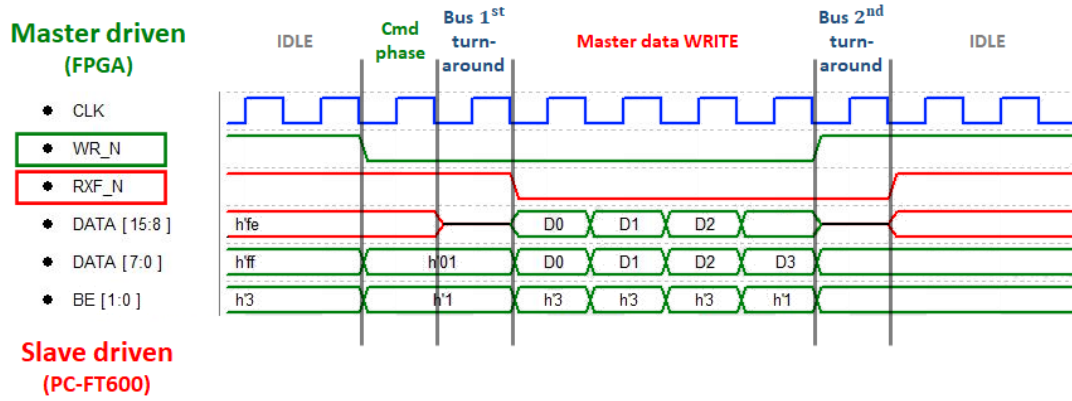 Master driven
(FPGA)
IDLE
Cmd
phase
Bus 1st
turn-
around
Master data WRITE
Bus 2nd
turn-
around
IDLE
CLK
WR_N
RXF_N
DATA [15:8] h'fe D0 D1 D2
DATA [7:0] h'ff h'01 D0 D1 D2 D3
BE [1:0] h'3 h'1 h'3 h'3 h'3 h'1
Slave driven
(PC-FT600)